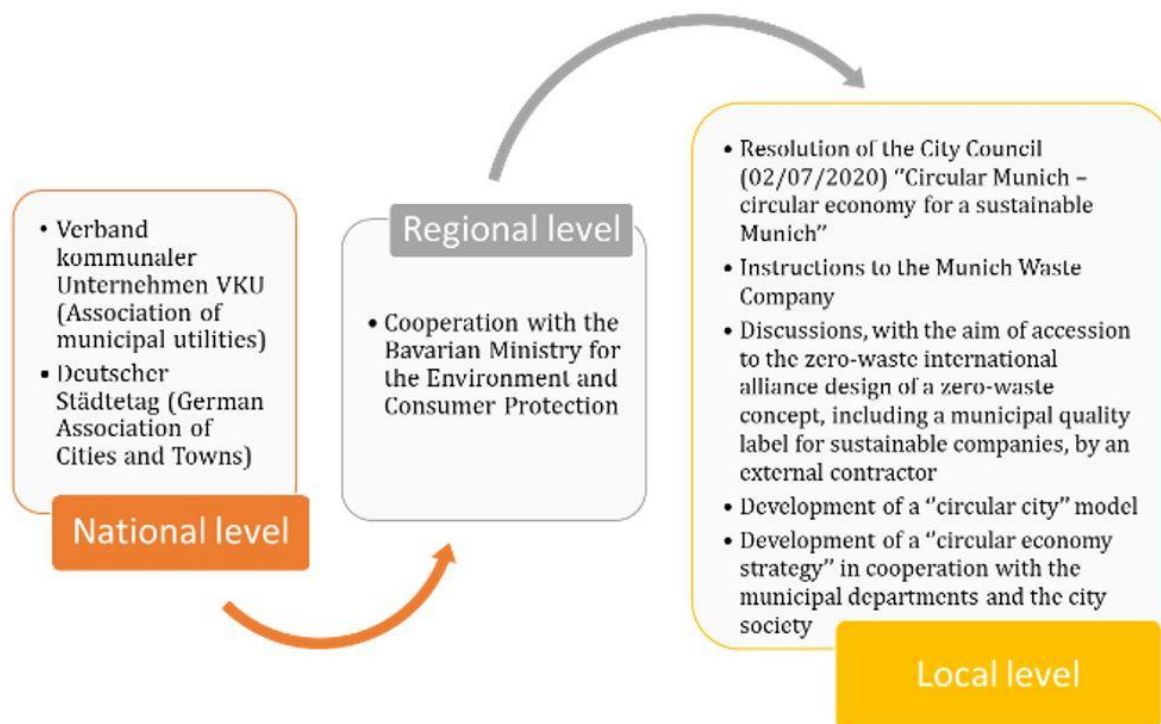 • Verband
kommunaler
Unternehmen VKU
(Association of
municipal utilities)
• Deutscher
Städtetag (German
Association of
Cities and Towns)
National level
Regional level
• Cooperation with the
Bavarian Ministry for
the Environment and
Consumer Protection
• Resolution of the City Council
(02/07/2020) “Circular Munich –
circular economy for a sustainable
Munich”
• Instructions to the Munich Waste
Company
• Discussions, with the aim of accession
to the zero-waste international
alliance design of a zero-waste
concept, including a municipal quality
label for sustainable companies, by an
external contractor
• Development of a “circular city” model
• Development of a “circular economy
strategy” in cooperation with the
municipal departments and the city
society
Local level